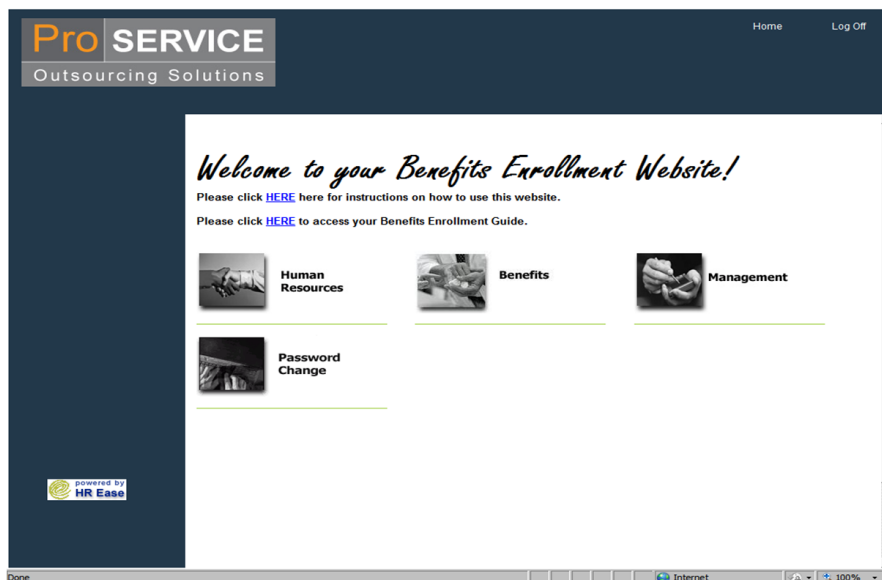 Pro SERVICE
Outsourcing Solutions
Home Log Off
Welcome to your Benefits Enrollment Website!
Please click HERE here for instructions on how to use this website.
Please click HERE to access your Benefits Enrollment Guide.
Human
Resources
Benefits
Management
Password
Change
powered by
HR Ease
Done
Internet
100%